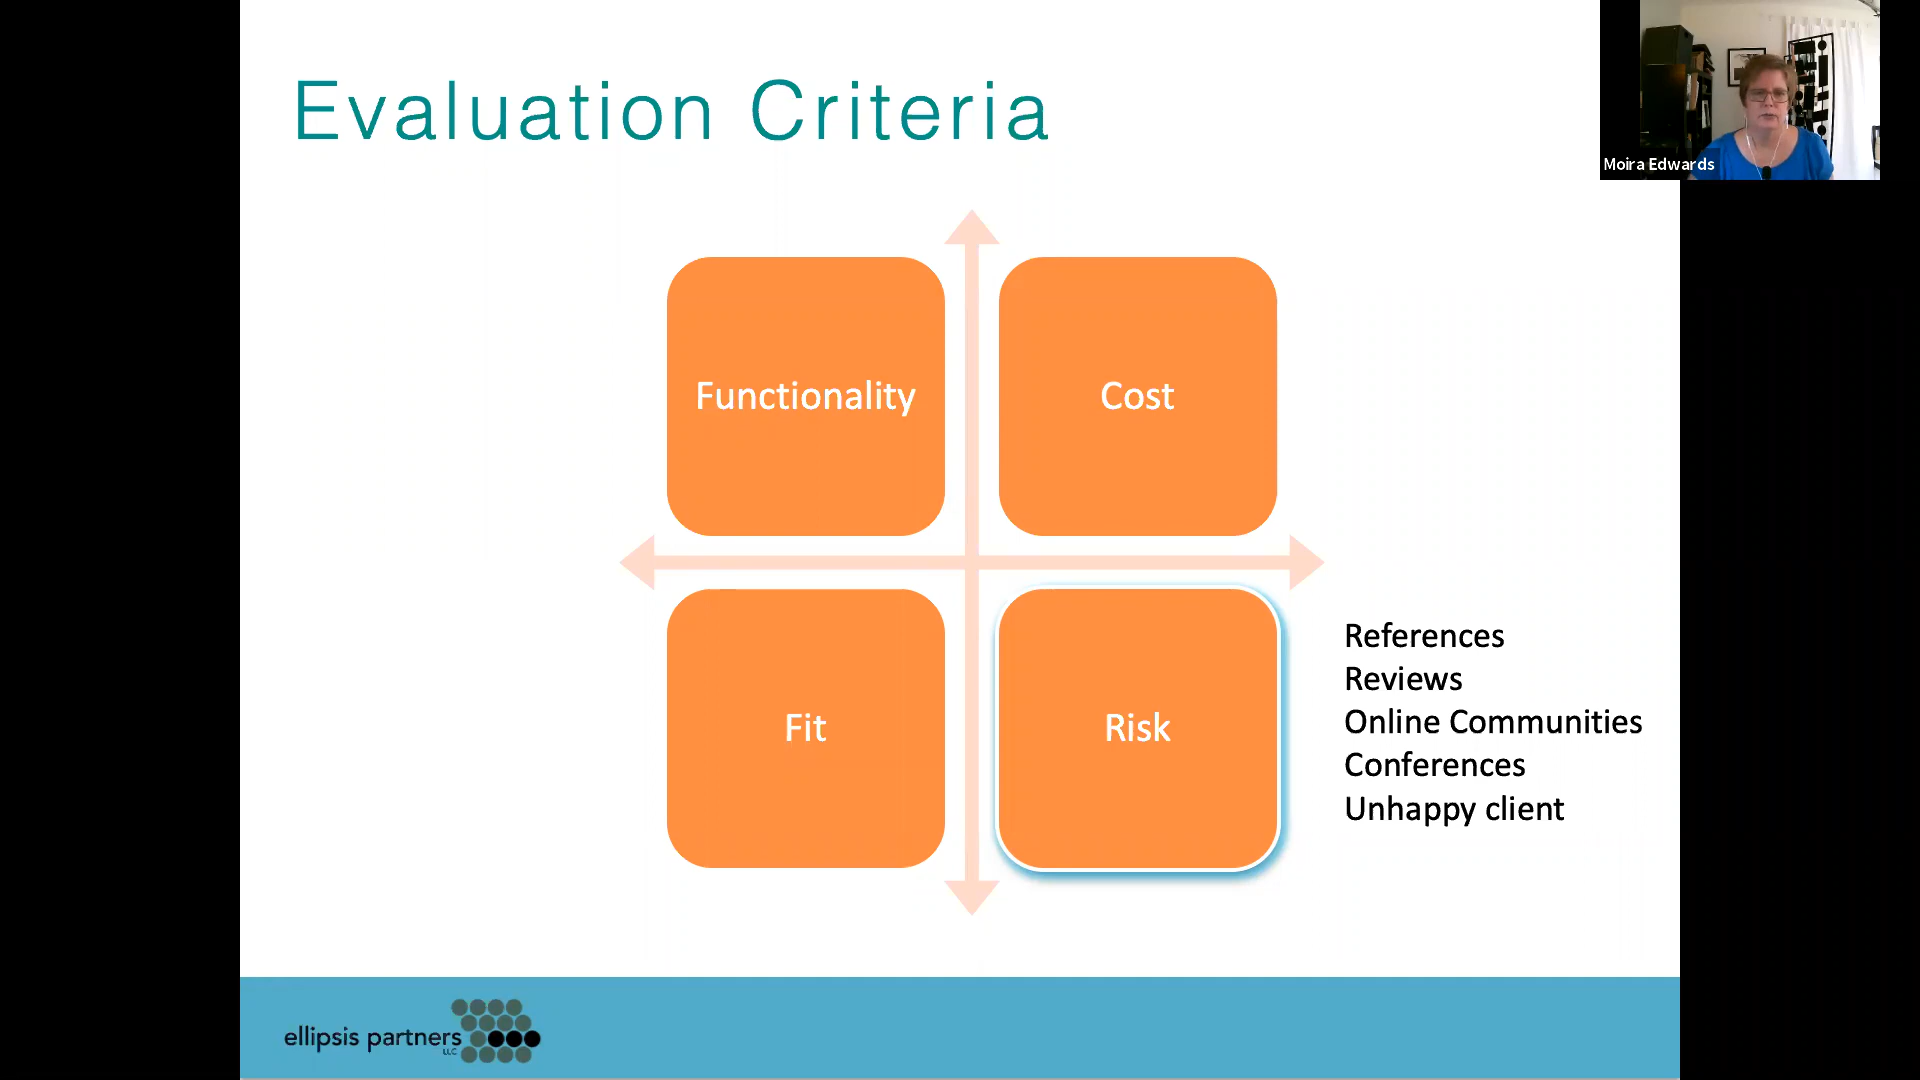 Evaluation Criteria
Moira Edwards
Functionality
Cost
Fit
Risk
References
Reviews
Online Communities
Conferences
Unhappy client
ellipsis partners
LLC